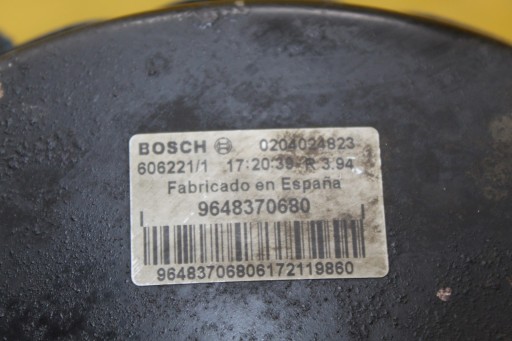 BOSCH 0204024823
606221/1 17:20:39-R 3.94
Fabricado en España
9648370680
96483706806172119860